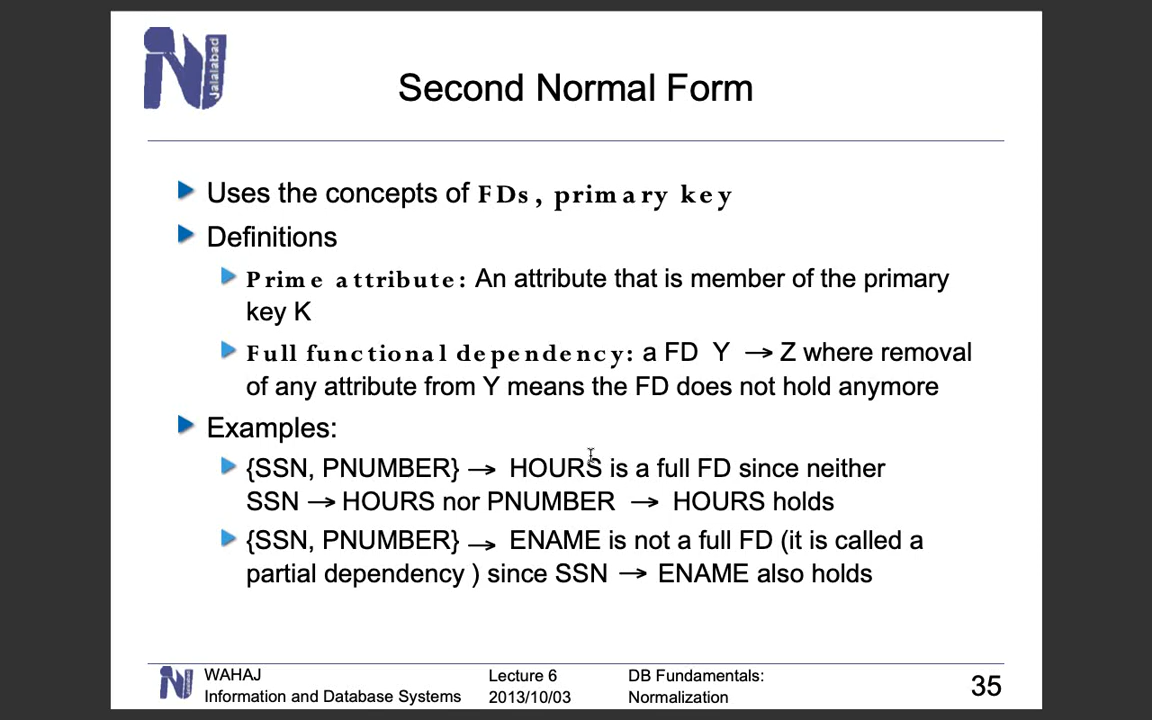 Jalalabad
Second Normal Form
Uses the concepts of FDs, primary key
Definitions
Prime attribute: An attribute that is member of the primary
key K
Full functional dependency: a FD Y → Z where removal
of any attribute from Y means the FD does not hold anymore
Examples:
{SSN, PNUMBER} → HOURS is a full FD since neither
SSN → HOURS nor PNUMBER → HOURS holds
{SSN, PNUMBER} → ENAME is not a full FD (it is called a
partial dependency ) since SSN → ENAME also holds
WAHAJ
Information and Database Systems
Lecture 6
2013/10/03
DB Fundamentals:
Normalization
35